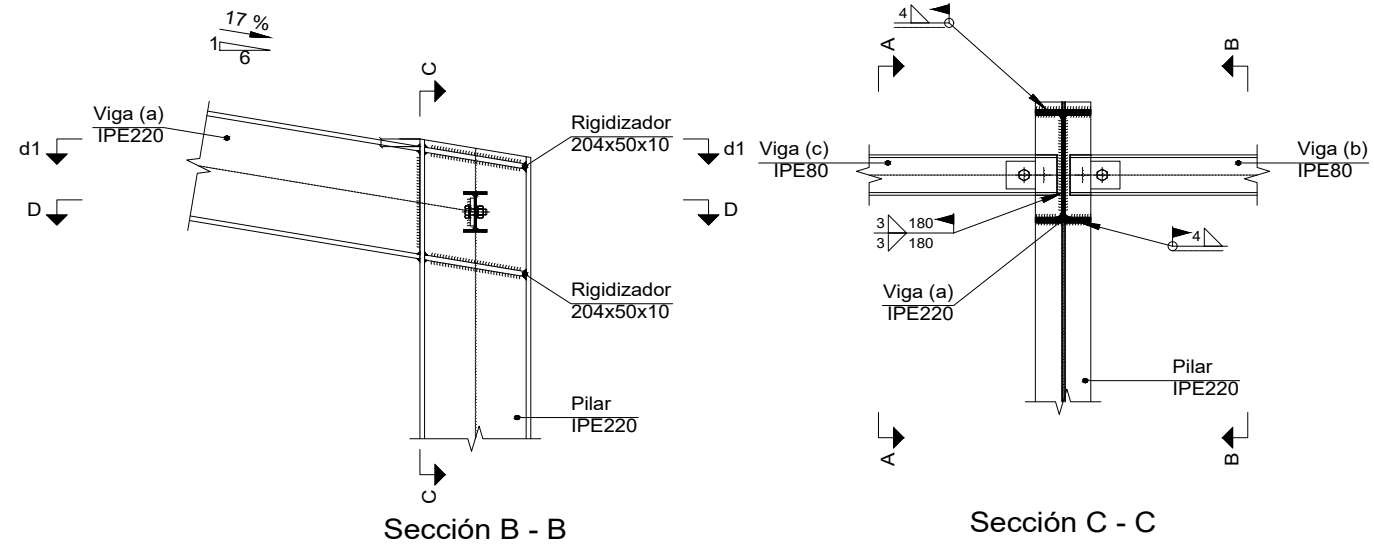 17 %
1
6
C
Viga (a)
IPE220
d1
D
Rigidizador
204x50x10
d1
D
Rigidizador
204x50x10
Pilar
IPE220
C
Sección B - B
4
A
B
Viga (c)
IPE80
Viga (b)
IPE80
3 180
3 180
4
Viga (a)
IPE220
Pilar
IPE220
A
B
Sección C - C